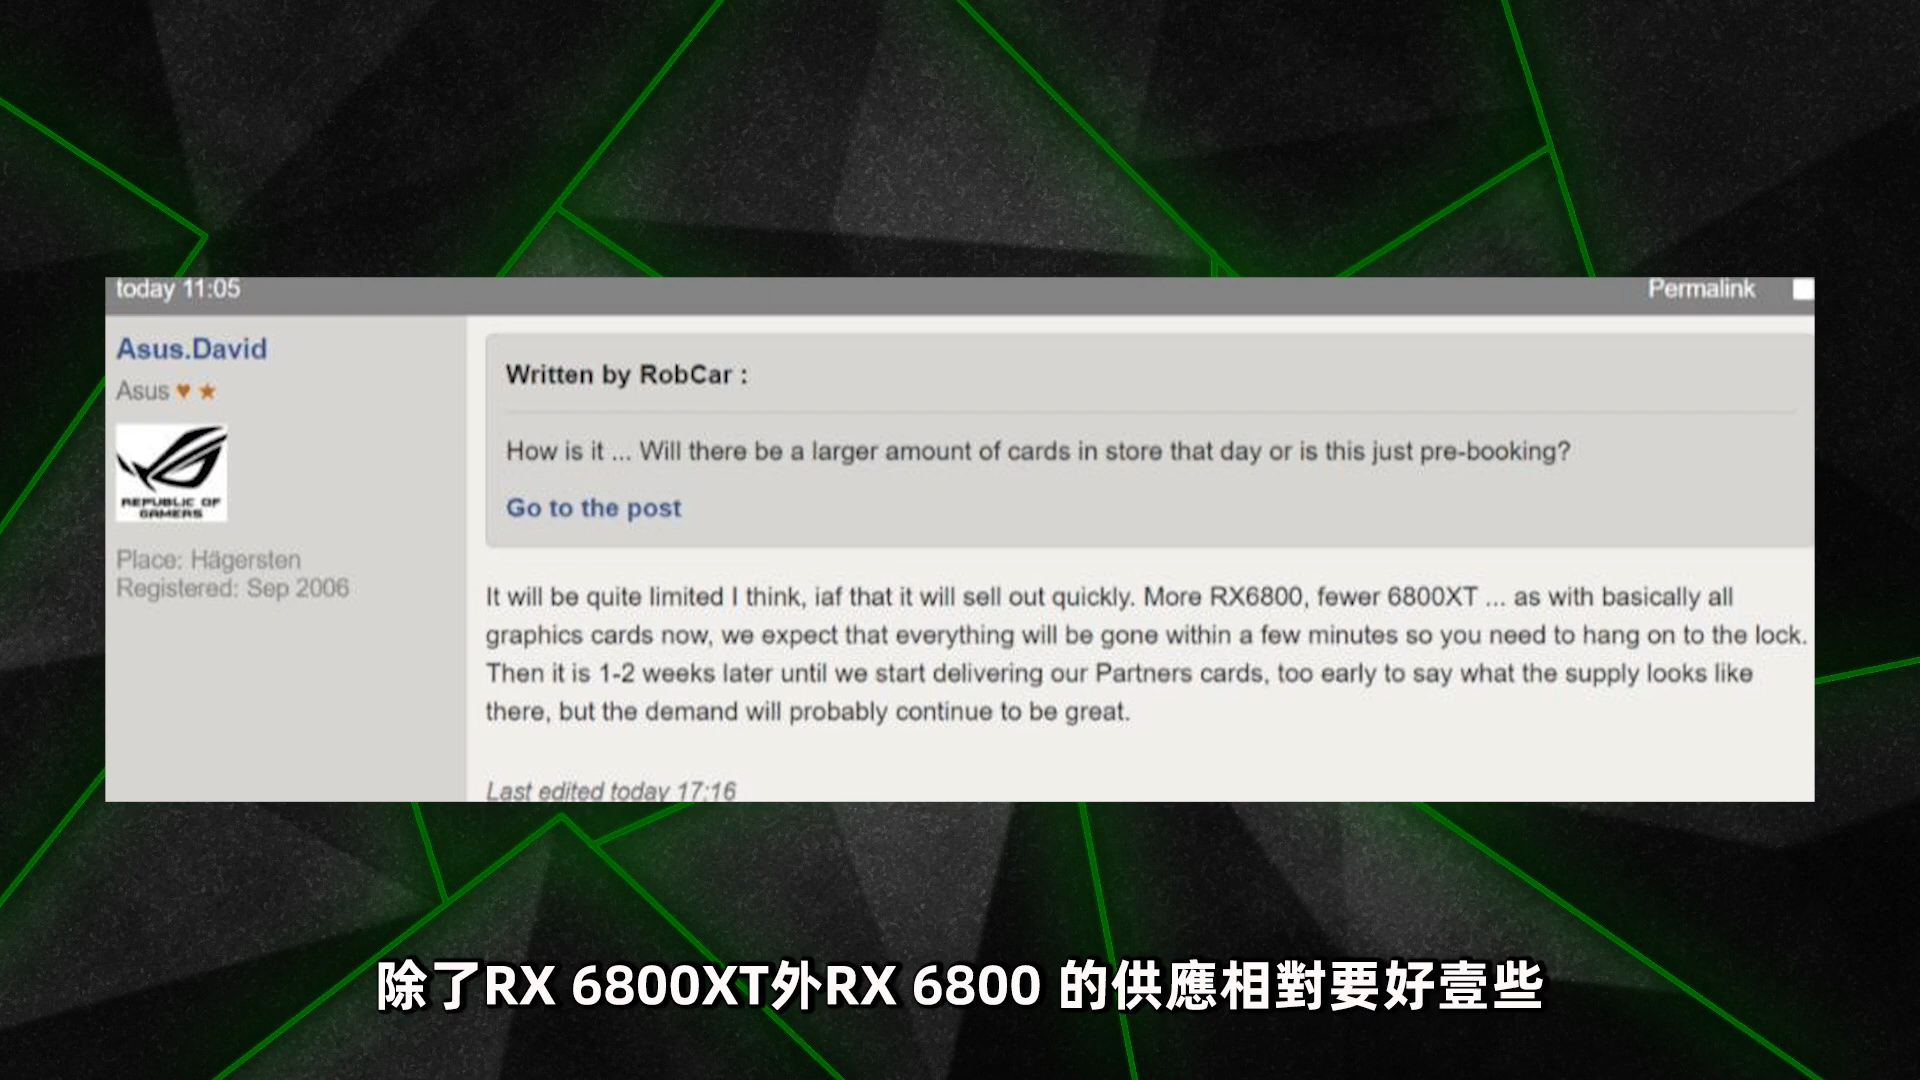 today 11:05
Permalink
Asus.David
Asus
REPUBLIC OF
GAMERS
Place: Hägersten
Registered: Sep 2006
Written by RobCar :
How is it ... Will there be a larger amount of cards in store that day or is this just pre-booking?
Go to the post
It will be quite limited I think, iaf that it will sell out quickly. More RX6800, fewer 6800XT ... as with basically all
graphics cards now, we expect that everything will be gone within a few minutes so you need to hang on to the lock.
Then it is 1-2 weeks later until we start delivering our Partners cards, too early to say what the supply looks like
there, but the demand will probably continue to be great.
Last edited today 17:16
除了RX 6800XT外RX 6800 的供應相對要好壹些